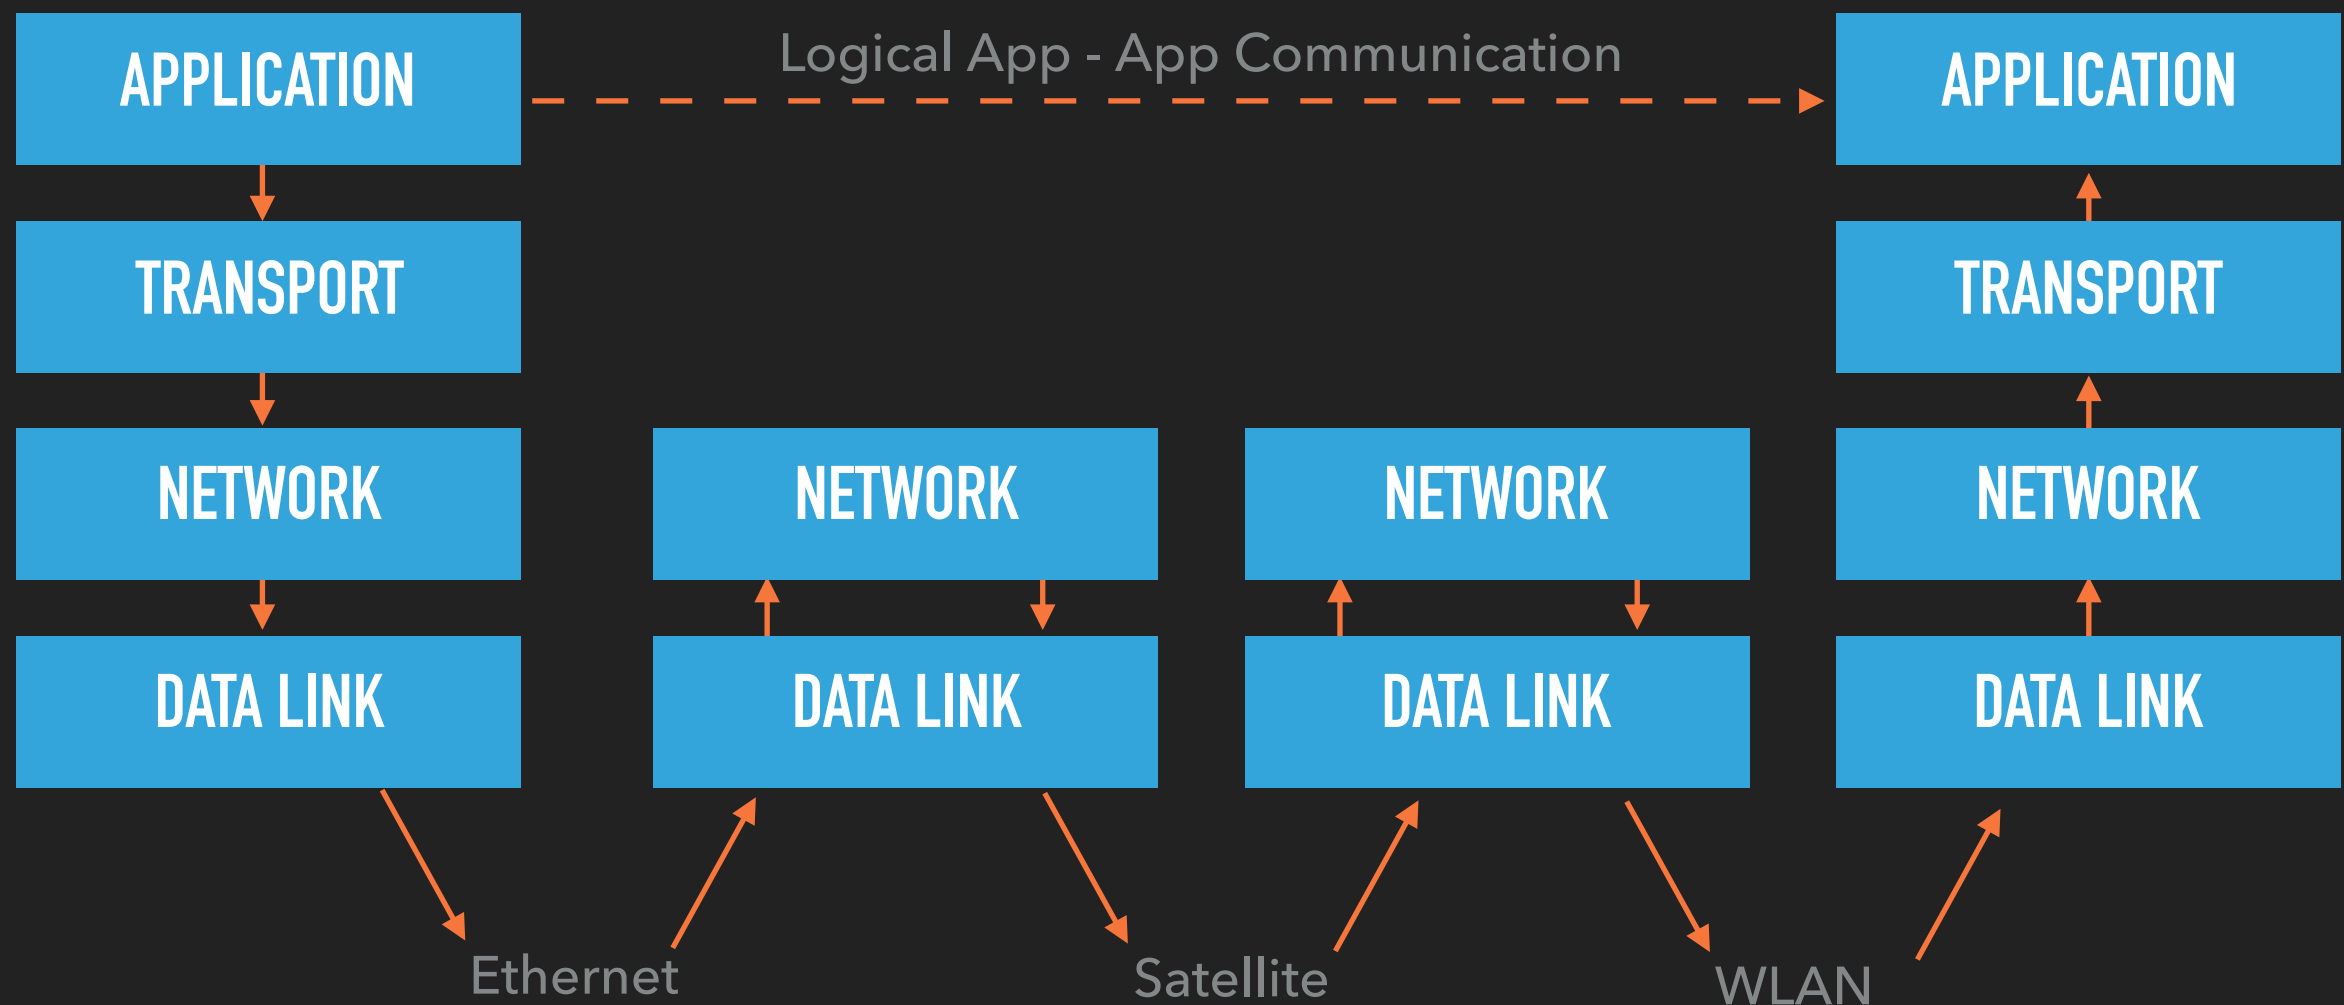 APPLICATION
Logical App - App Communication
APPLICATION
TRANSPORT
TRANSPORT
NETWORK
NETWORK
NETWORK
NETWORK
DATA LINK
DATA LINK
DATA LINK
DATA LINK
Ethernet
Satellite
WLAN